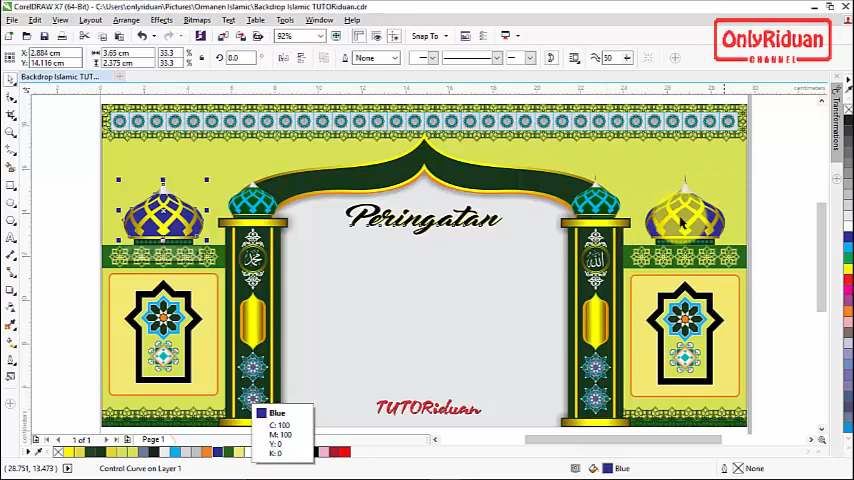 CorelDRAW X7 (64-Bit) - C:\Users\onlyriduan\Pictures\Ormanen Islamic\Backdrop Islamic TUTORiduan.cdr
File Edit View Layout Arrange Effects Bitmaps Text Table Tools Window Help
92% Snap To
X: 2.884 cm 3.65 cm 33.3 0.0 None 50
Y: 14.116 cm 2.375 cm 33.3
OnlyRiduan
CHANNEL
Backdrop Islamic TUT...
centimeters
Transformations
Peringatan
محمد
الله
TUTORiduan
Blue
C: 100
M: 100
Y: 0
K: 0
1 of 1 Page 1
(28.751, 13.473) Control Curve on Layer 1 Blue None